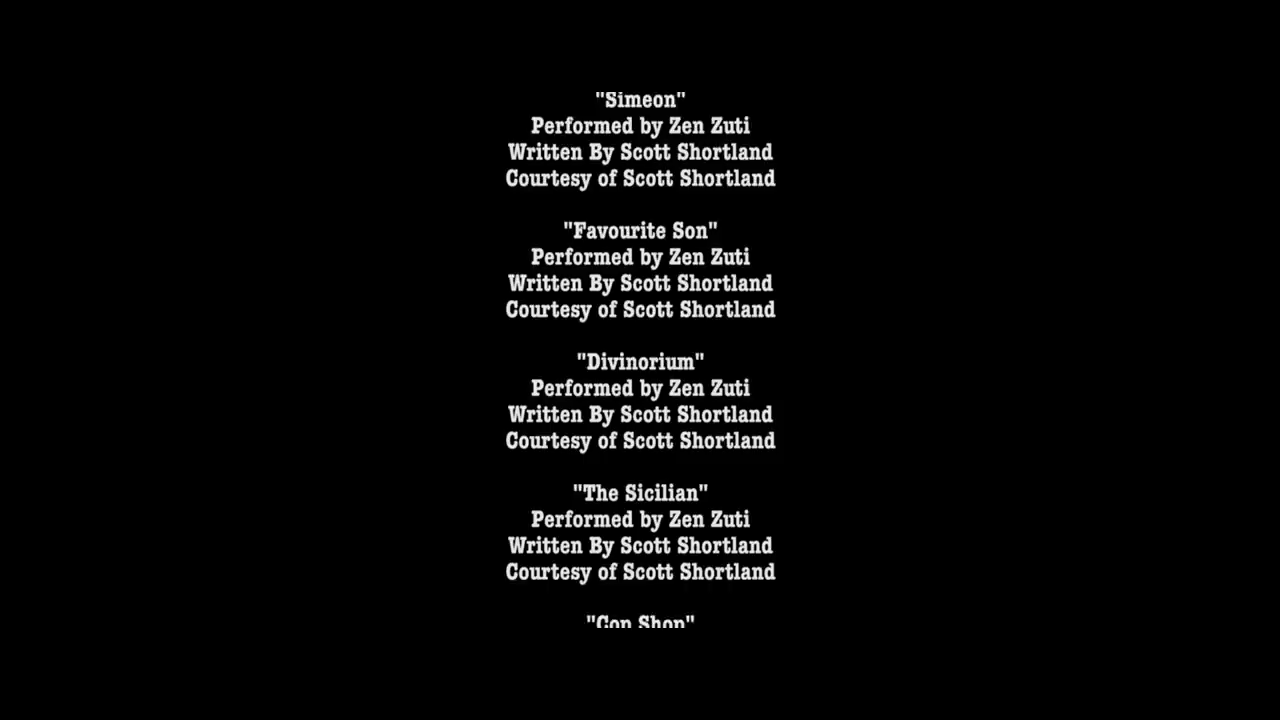 "Simeon"
Performed by Zen Zuti
Written By Scott Shortland
Courtesy of Scott Shortland
"Favourite Son"
Performed by Zen Zuti
Written By Scott Shortland
Courtesy of Scott Shortland
"Divinorium"
Performed by Zen Zuti
Written By Scott Shortland
Courtesy of Scott Shortland
"The Sicilian"
Performed by Zen Zuti
Written By Scott Shortland
Courtesy of Scott Shortland
"Cop Shop"